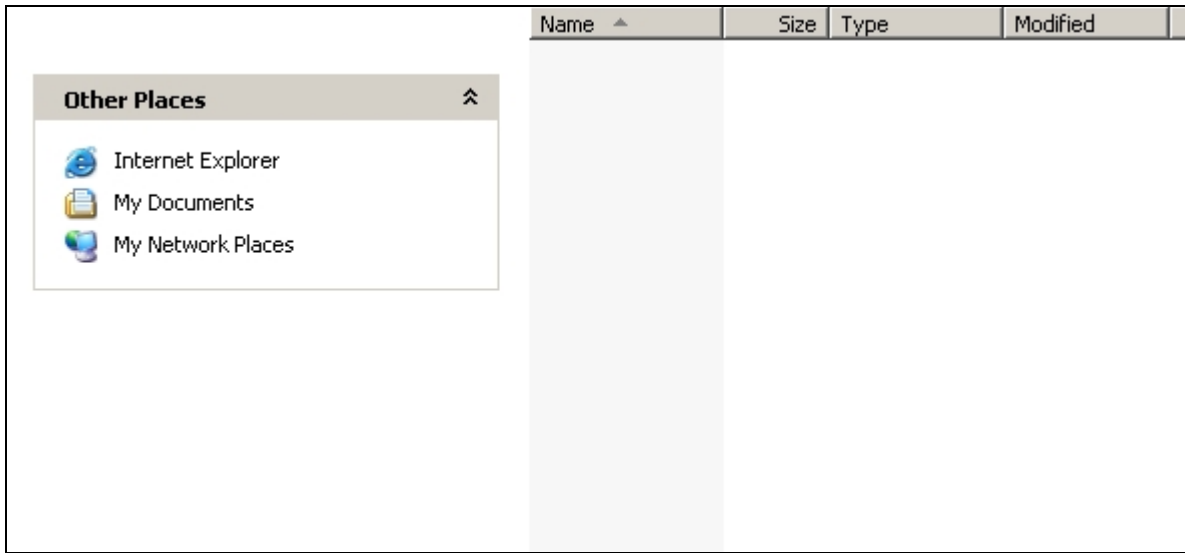 Name Size Type Modified
Other Places
Internet Explorer
My Documents
My Network Places